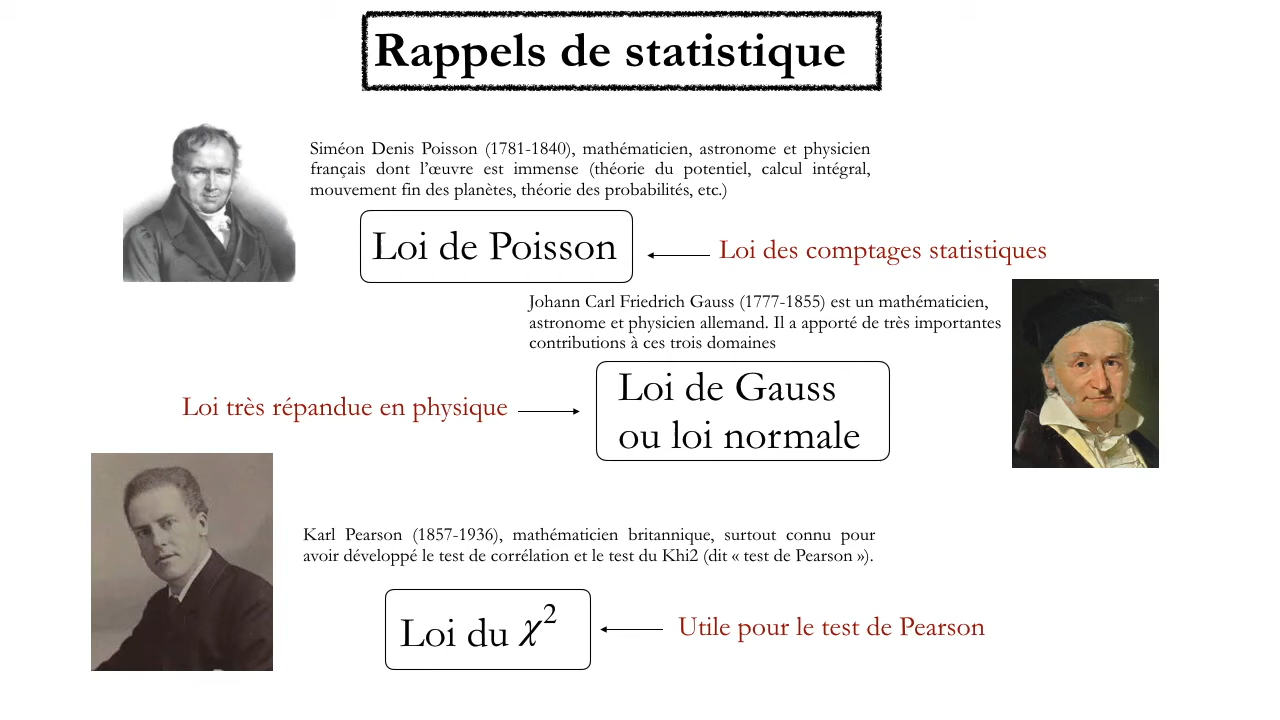 Rappels de statistique
Siméon Denis Poisson (1781-1840), mathématicien, astronome et physicien
français dont l’œuvre est immense (théorie du potentiel, calcul intégral,
mouvement fin des planètes, théorie des probabilités, etc.)
Loi de Poisson
Loi des comptages statistiques
Johann Carl Friedrich Gauss (1777-1855) est un mathématicien,
astronome et physicien allemand. Il a apporté de très importantes
contributions à ces trois domaines
Loi très répandue en physique
Loi de Gauss
ou loi normale
Karl Pearson (1857-1936), mathématicien britannique, surtout connu pour
avoir développé le test de corrélation et le test du Khi2 (dit « test de Pearson »).
Loi du χ²
Utile pour le test de Pearson